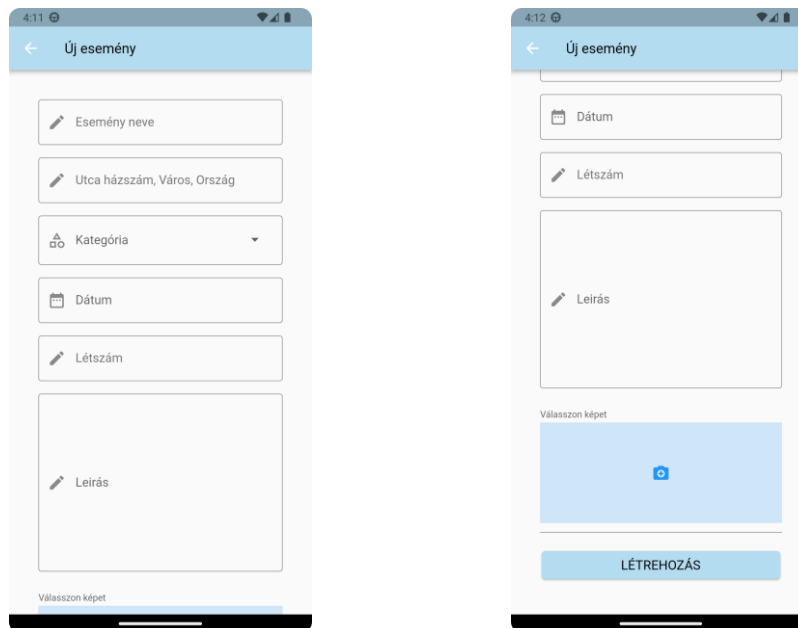 4:11
Új esemény
Esemény neve
Utca házszám, Város, Ország
Kategória
Dátum
Létszám
Leirás
Válasszon képet
4:12
Új esemény
Dátum
Létszám
Leirás
Válasszon képet
LÉTREHOZÁS